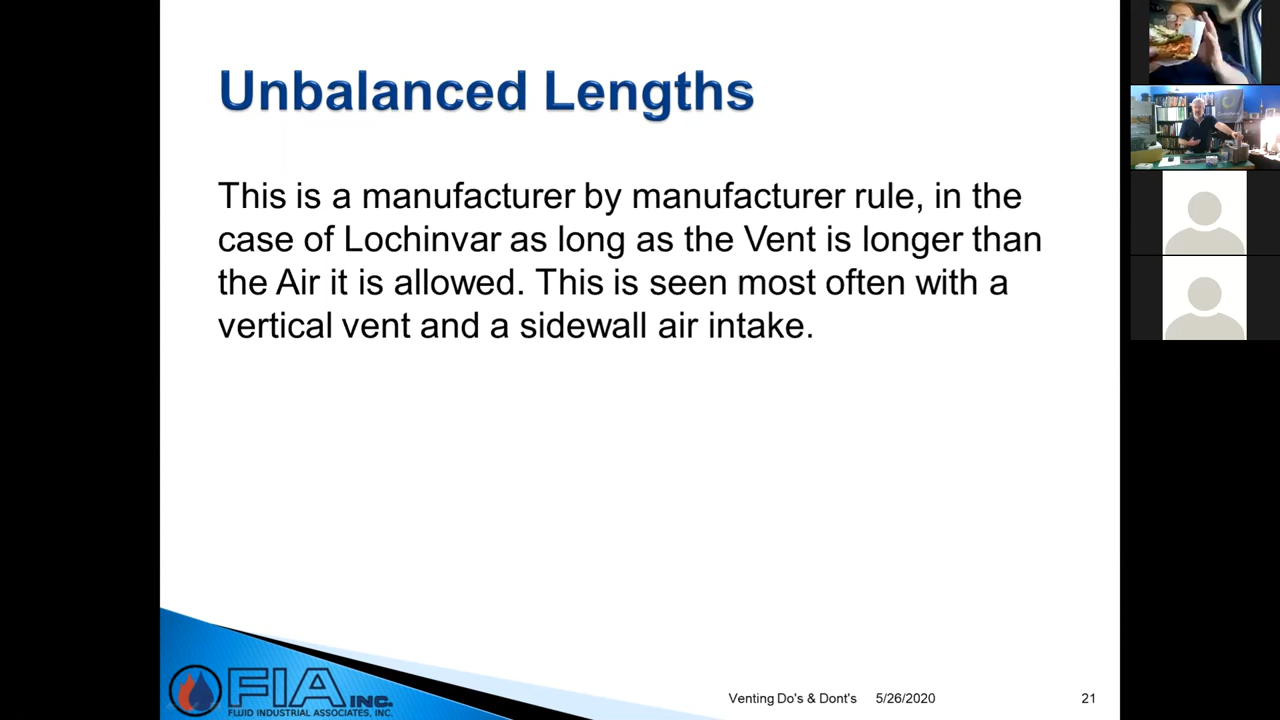 Unbalanced Lengths
This is a manufacturer by manufacturer rule, in the
case of Lochinvar as long as the Vent is longer than
the Air it is allowed. This is seen most often with a
vertical vent and a sidewall air intake.
FIA INC.
FLUID INDUSTRIAL ASSOCIATES, INC.
Venting Do's & Dont's 5/26/2020 21